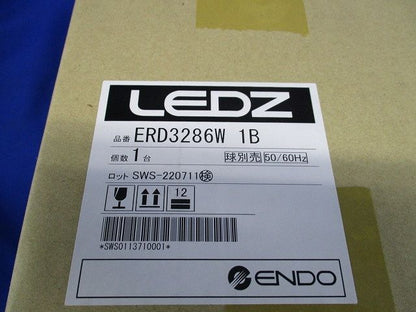 LEDZ
品番 ERD3286W 1B
個数 1台 球別売 50/60Hz
ロット SWS-220711 検
12
*SWS0113710001*
ENDO